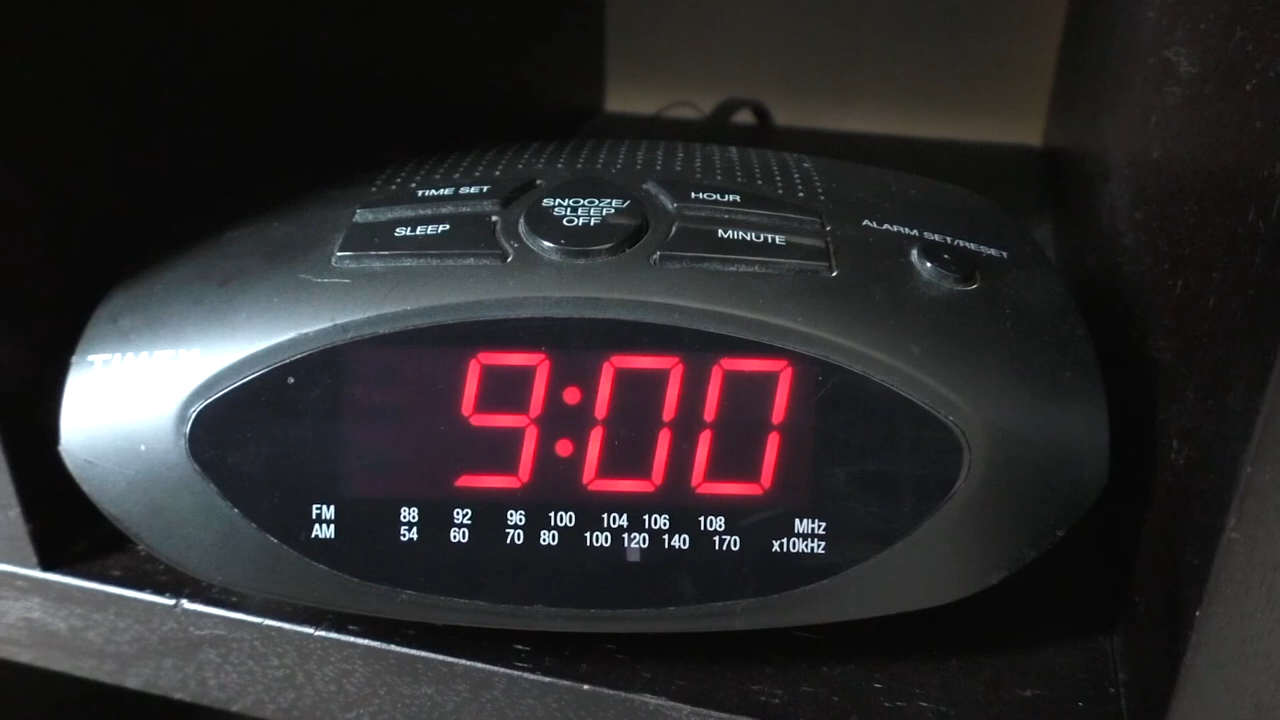 TIME SET
SNOOZE/
SLEEP
OFF
HOUR
SLEEP
MINUTE
ALARM SET/RESET
TIMEX
9:00
FM 88 92 96 100 104 106 108 MHz
AM 54 60 70 80 100 120 140 170 x10kHz